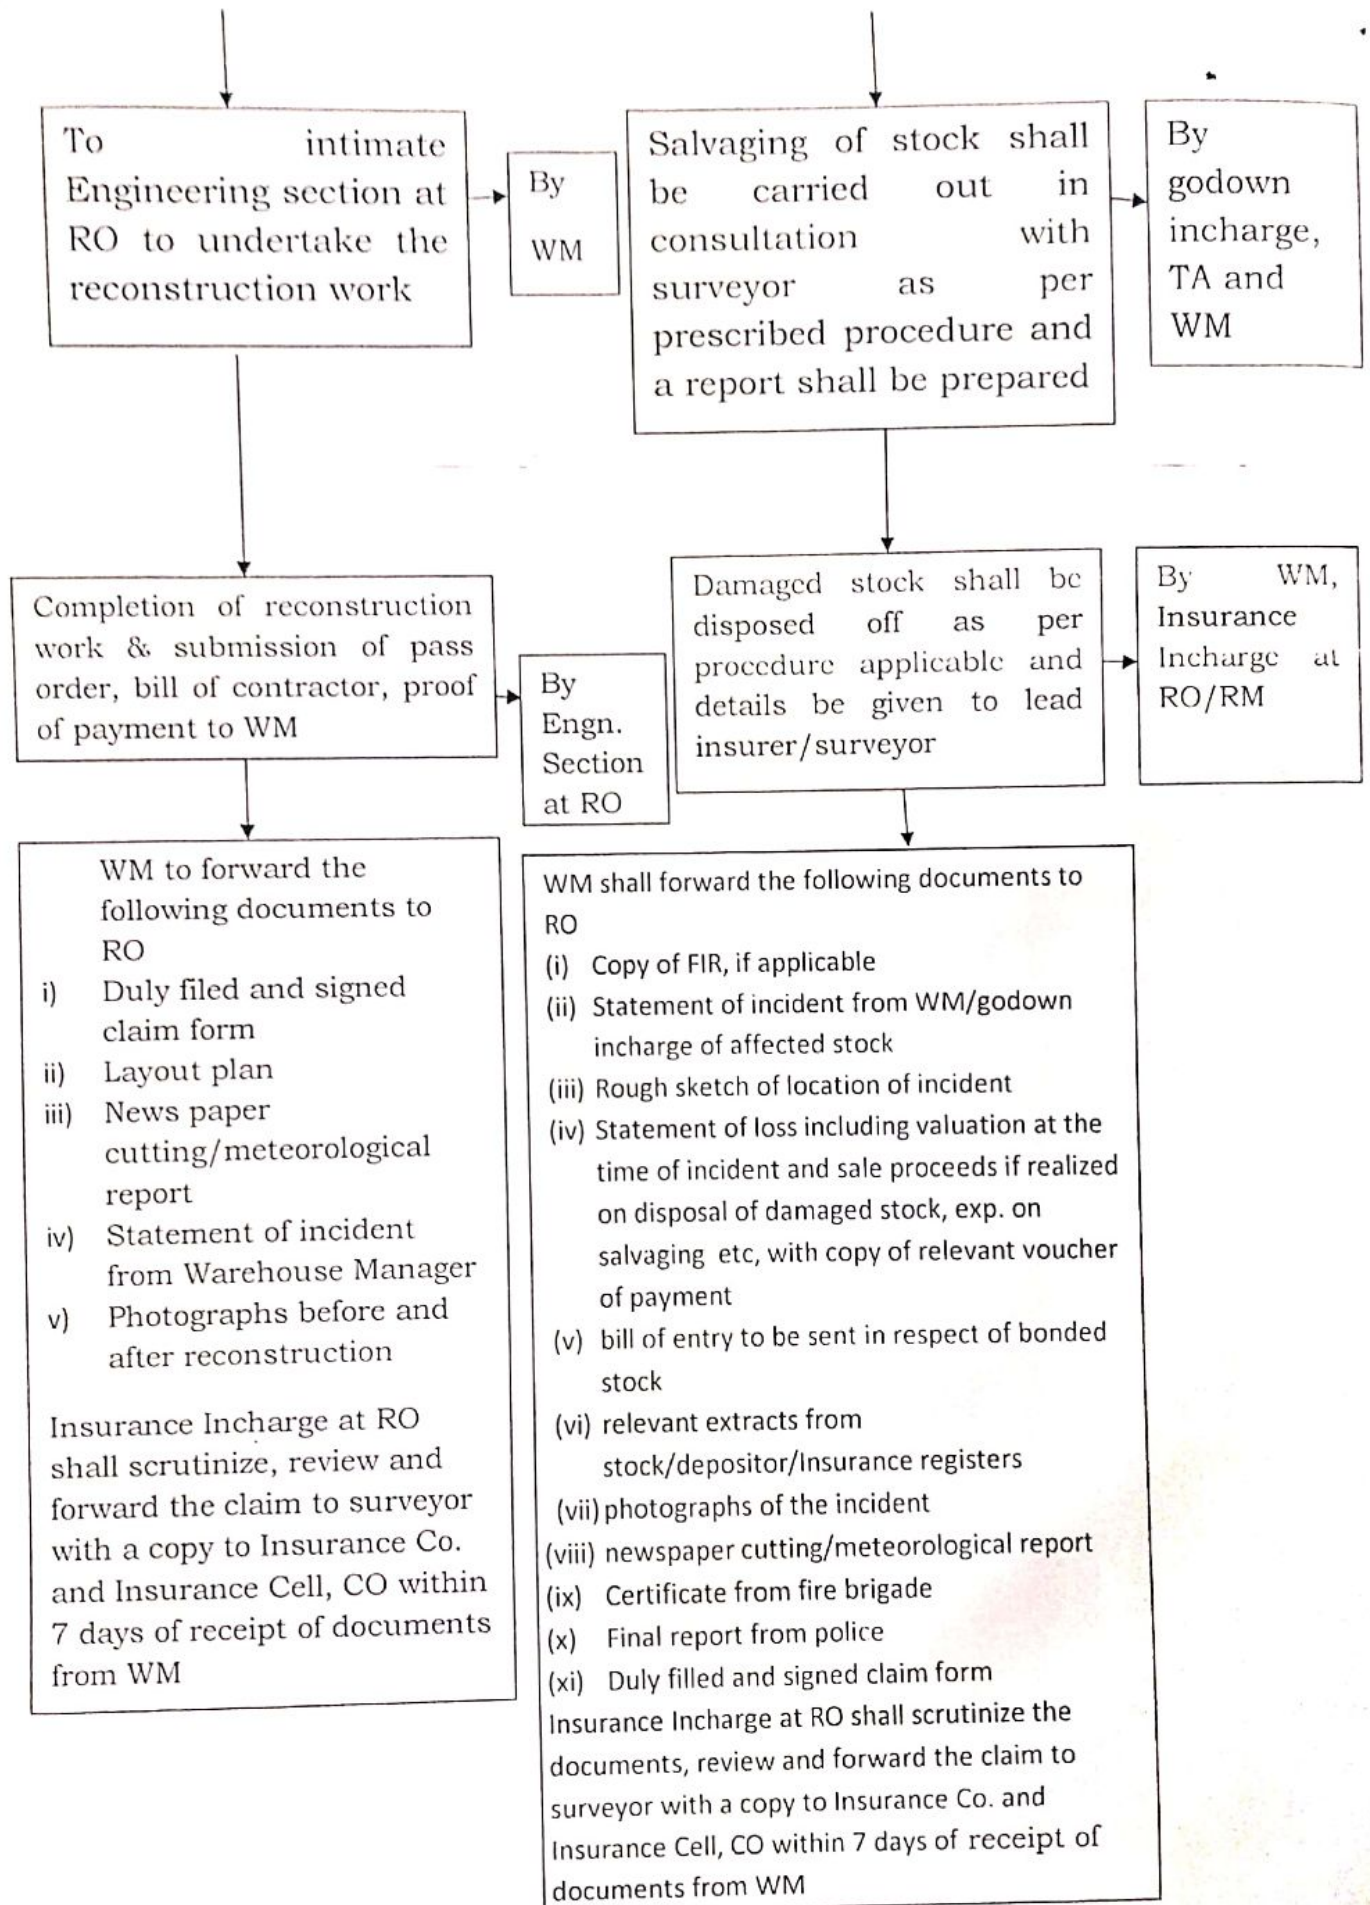 To intimate
Engineering section at
RO to undertake the
reconstruction work
By
WM
Salvaging of stock shall
be carried out in
consultation with
surveyor as per
prescribed procedure and
a report shall be prepared
By
godown
incharge,
TA and
WM
Completion of reconstruction
work & submission of pass
order, bill of contractor, proof
of payment to WM
By
Engn.
Section
at RO
Damaged stock shall be
disposed off as per
procedure applicable and
details be given to lead
insurer/surveyor
By WM,
Insurance
Incharge at
RO/RM
WM to forward the
following documents to
RO
i) Duly filed and signed
claim form
ii) Layout plan
iii) News paper
cutting/meteorological
report
iv) Statement of incident
from Warehouse Manager
v) Photographs before and
after reconstruction
Insurance Incharge at RO
shall scrutinize, review and
forward the claim to surveyor
with a copy to Insurance Co.
and Insurance Cell, CO within
7 days of receipt of documents
from WM
WM shall forward the following documents to
RO
(i) Copy of FIR, if applicable
(ii) Statement of incident from WM/godown
incharge of affected stock
(iii) Rough sketch of location of incident
(iv) Statement of loss including valuation at the
time of incident and sale proceeds if realized
on disposal of damaged stock, exp. on
salvaging etc, with copy of relevant voucher
of payment
(v) bill of entry to be sent in respect of bonded
stock
(vi) relevant extracts from
stock/depositor/Insurance registers
(vii) photographs of the incident
(viii) newspaper cutting/meteorological report
(ix) Certificate from fire brigade
(x) Final report from police
(xi) Duly filled and signed claim form
Insurance Incharge at RO shall scrutinize the
documents, review and forward the claim to
surveyor with a copy to Insurance Co. and
Insurance Cell, CO within 7 days of receipt of
documents from WM